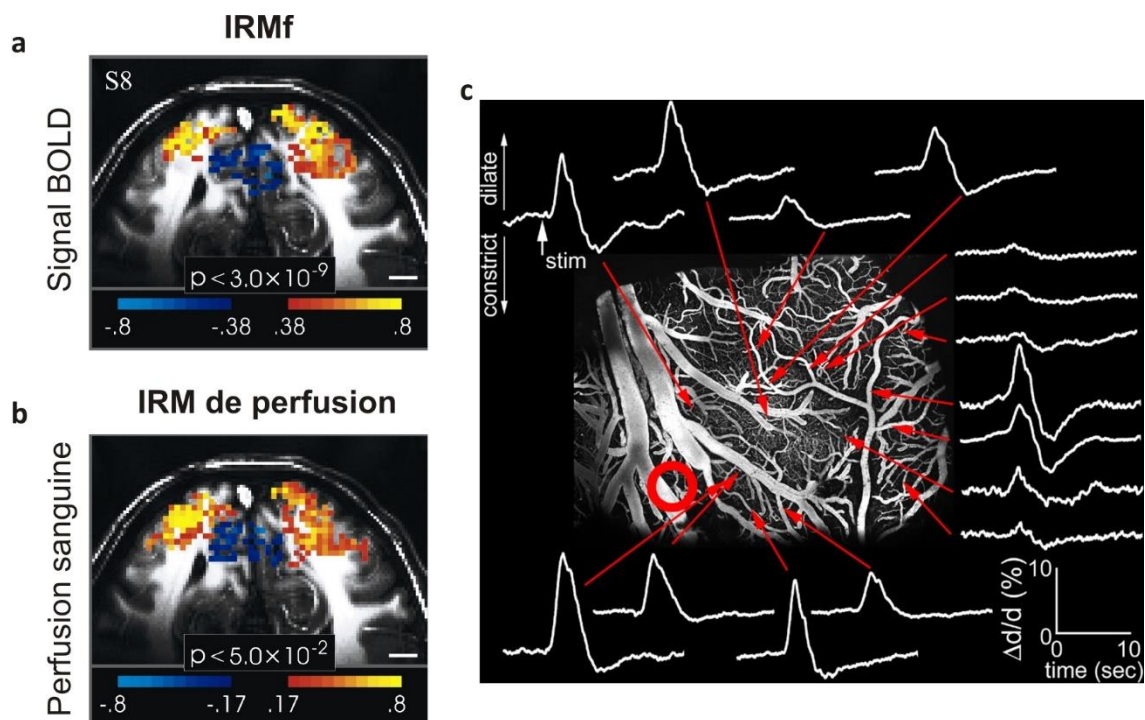 a
IRMf
Signal BOLD
S8
p < 3.0×10⁻⁹
-.8
-.38
.38
.8
b
IRM de perfusion
Perfusion sanguine
p < 5.0×10⁻²
-.8
-.17
.17
.8
c
dilate
constrict
stim
Δd/d (%)
10
0
0
10
time (sec)